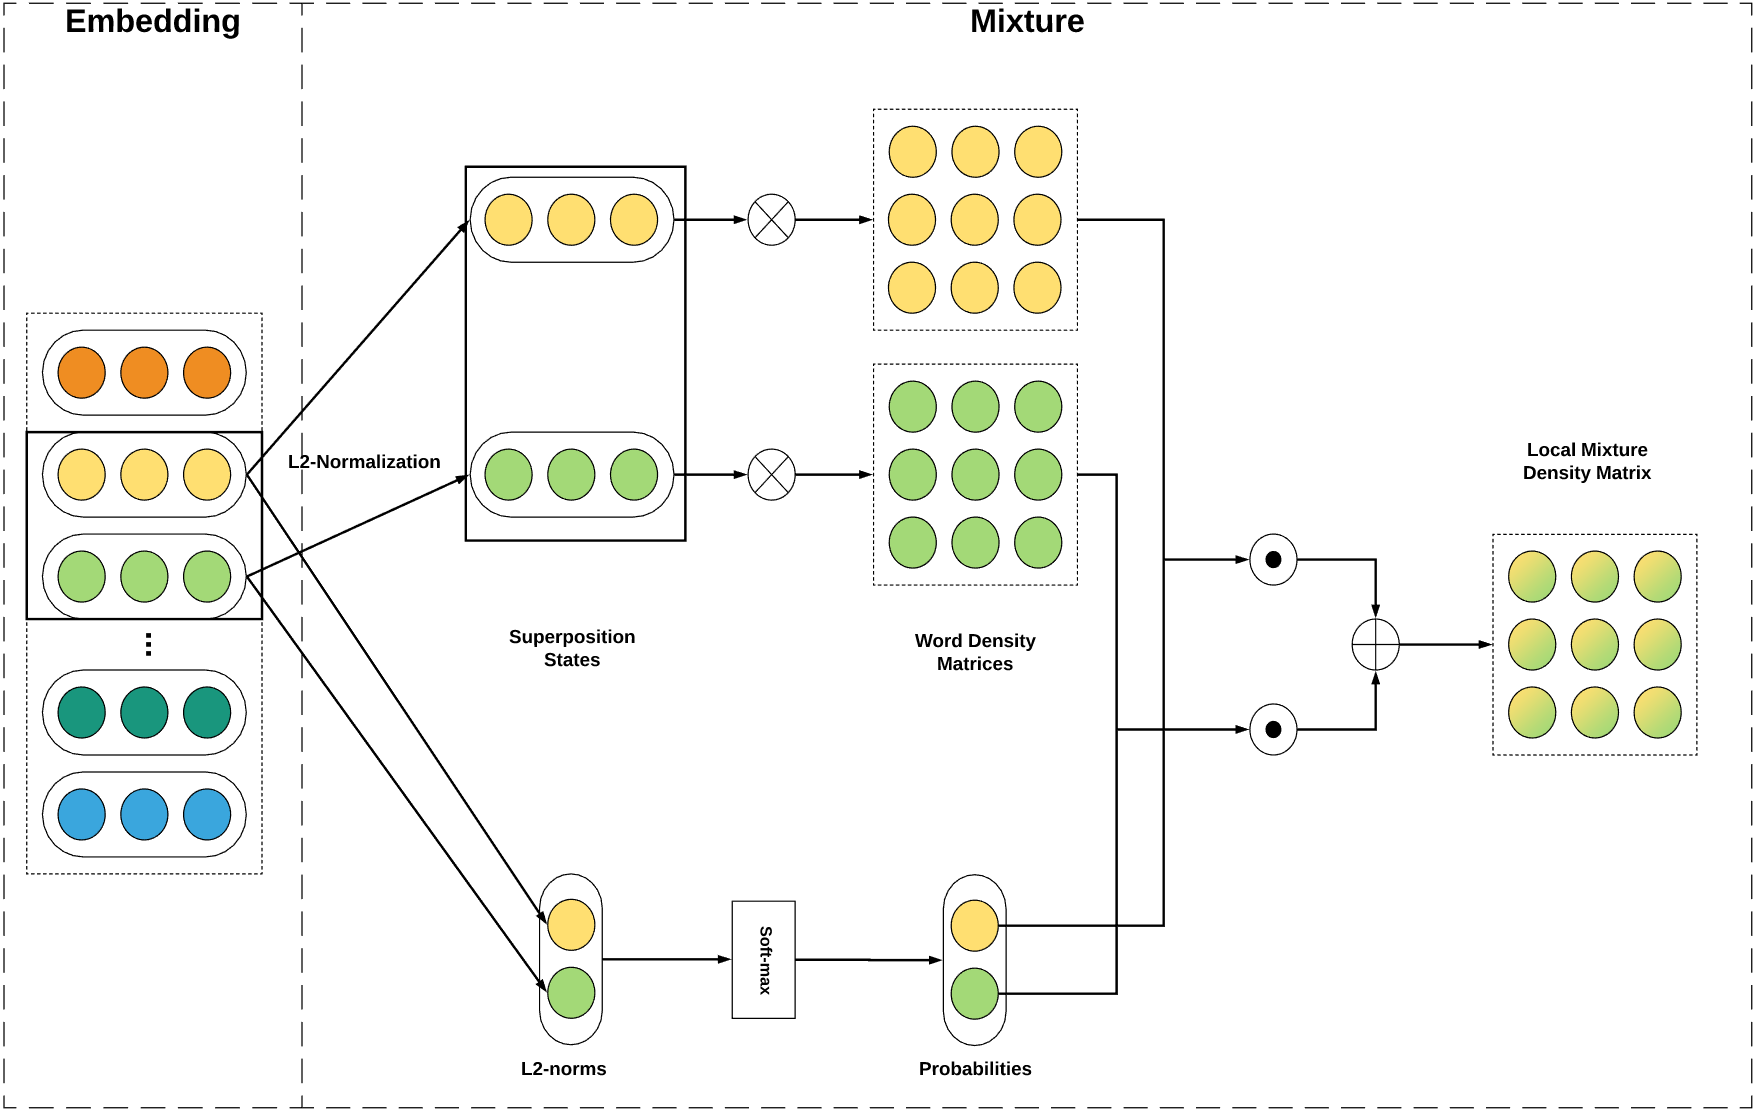 Embedding
Mixture
L2-Normalization
Superposition
States
Word Density
Matrices
Local Mixture
Density Matrix
Soft-max
L2-norms
Probabilities